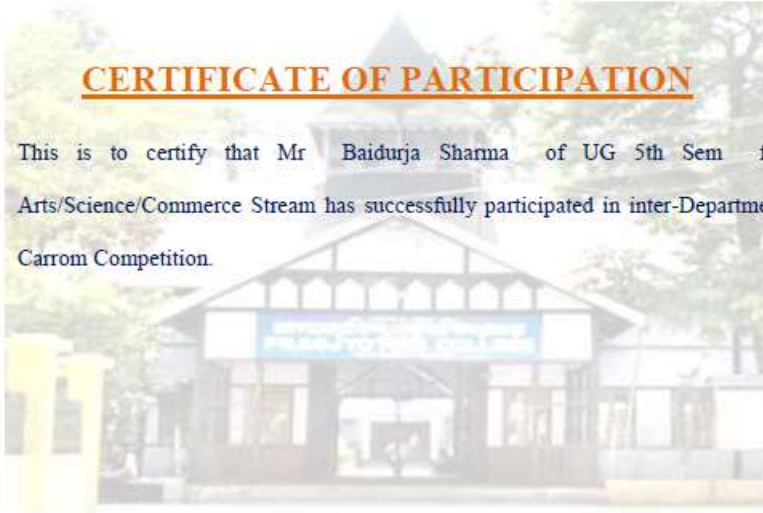 CERTIFICATE OF PARTICIPATION
This is to certify that Mr Baidurja Sharma of UG 5th Sem
Arts/Science/Commerce Stream has successfully participated in inter-Departme
Carrom Competition.
COLLEGE